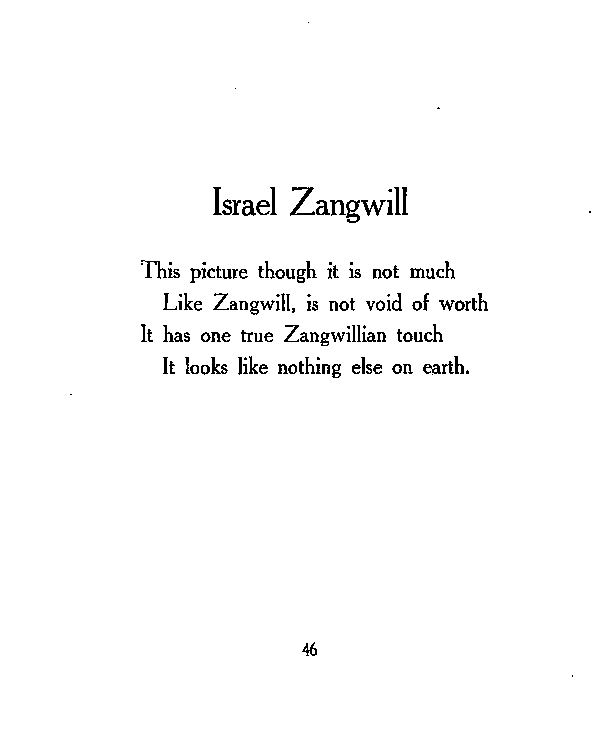 Israel Zangwill
This picture though it is not much
Like Zangwill, is not void of worth
It has one true Zangwillian touch
It looks like nothing else on earth.
46